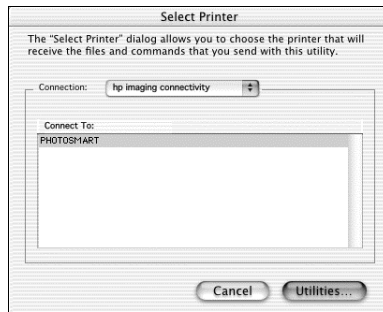 Select Printer
The "Select Printer" dialog allows you to choose the printer that will
receive the files and commands that you send with this utility.
Connection: hp imaging connectivity
Connect To:
PHOTOSMART
Cancel Utilities...